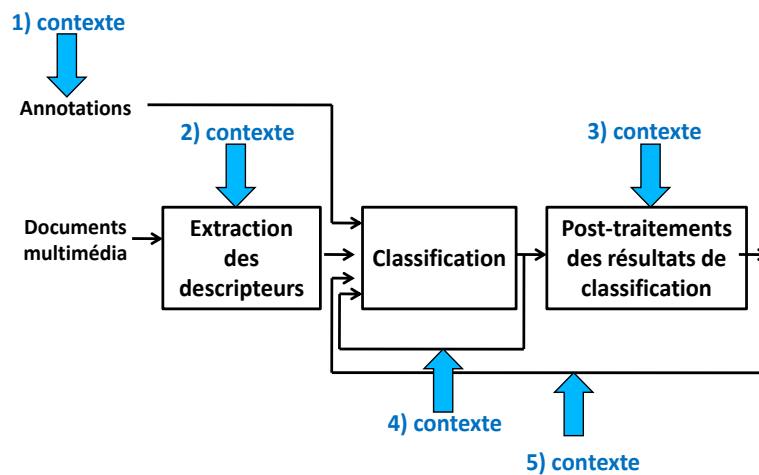 1) contexte
Annotations
2) contexte
3) contexte
Documents
multimédia
Extraction
des
descripteurs
Classification
Post-traitements
des résultats de
classification
4) contexte
5) contexte